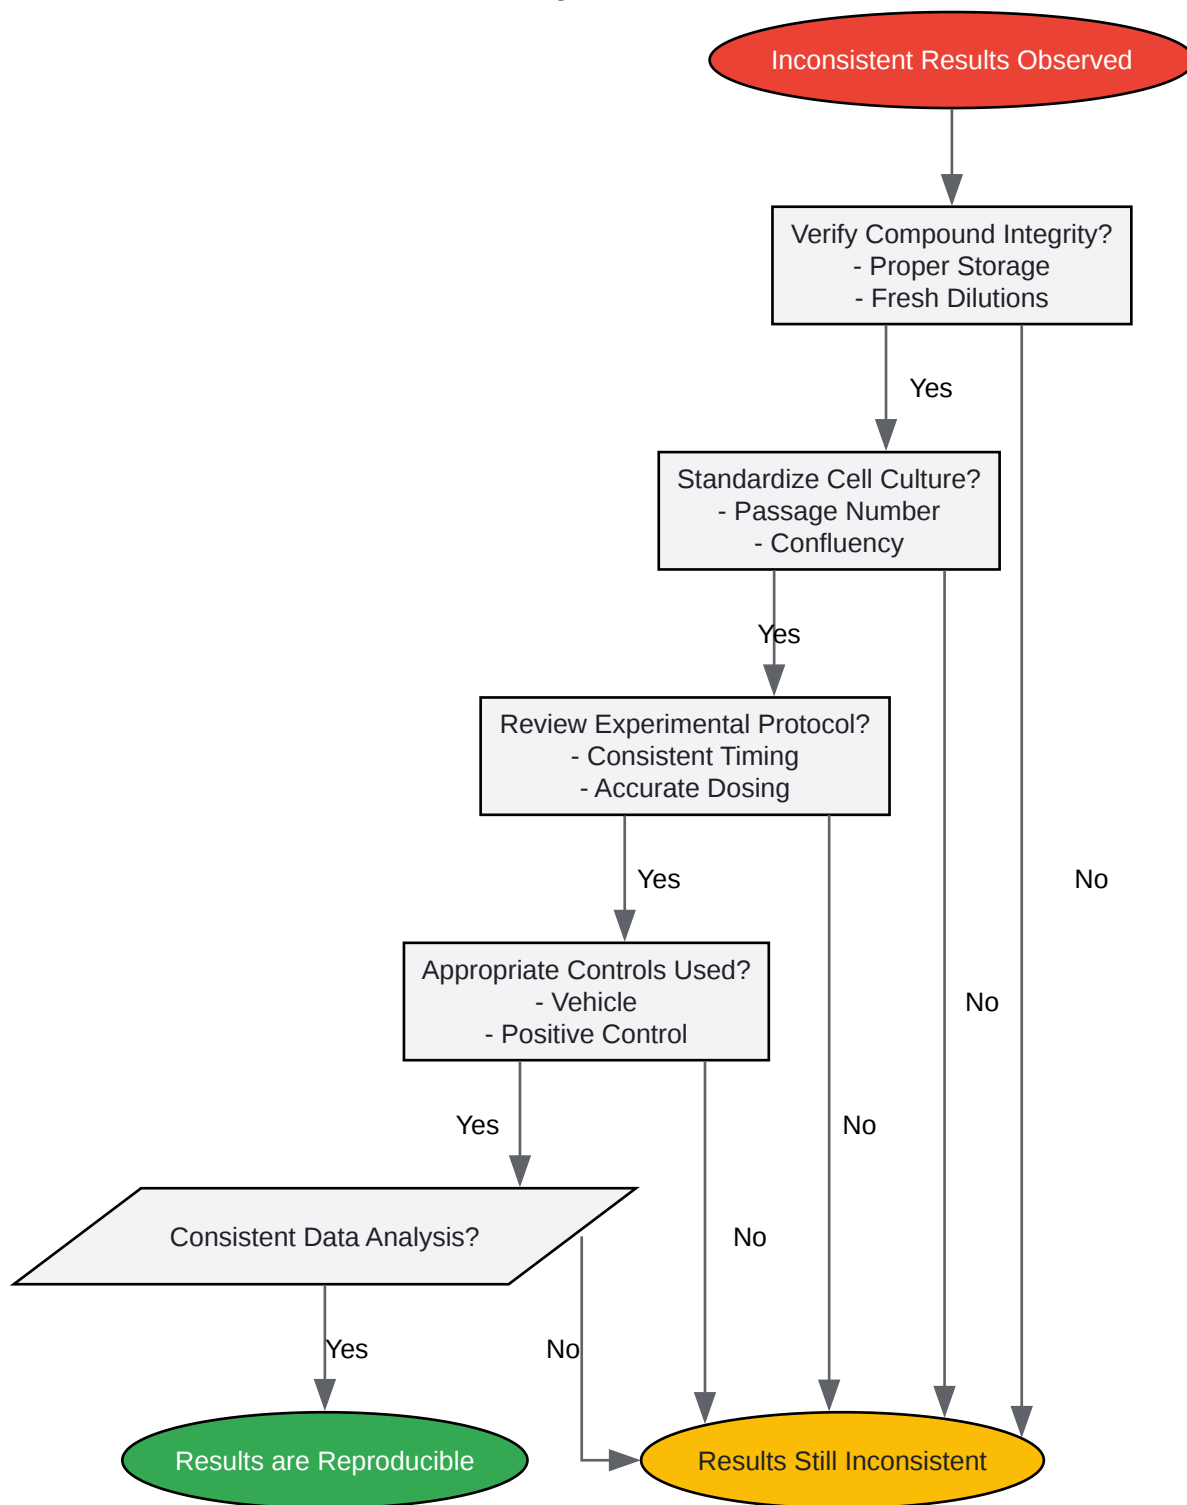 Inconsistent Results Observed
Verify Compound Integrity?
- Proper Storage
- Fresh Dilutions
Yes
Standardize Cell Culture?
- Passage Number
- Confluency
Yes
Review Experimental Protocol?
- Consistent Timing
- Accurate Dosing
Yes
No
Appropriate Controls Used?
- Vehicle
- Positive Control
No
Yes
No
Consistent Data Analysis?
No
Yes
No
Results are Reproducible
Results Still Inconsistent